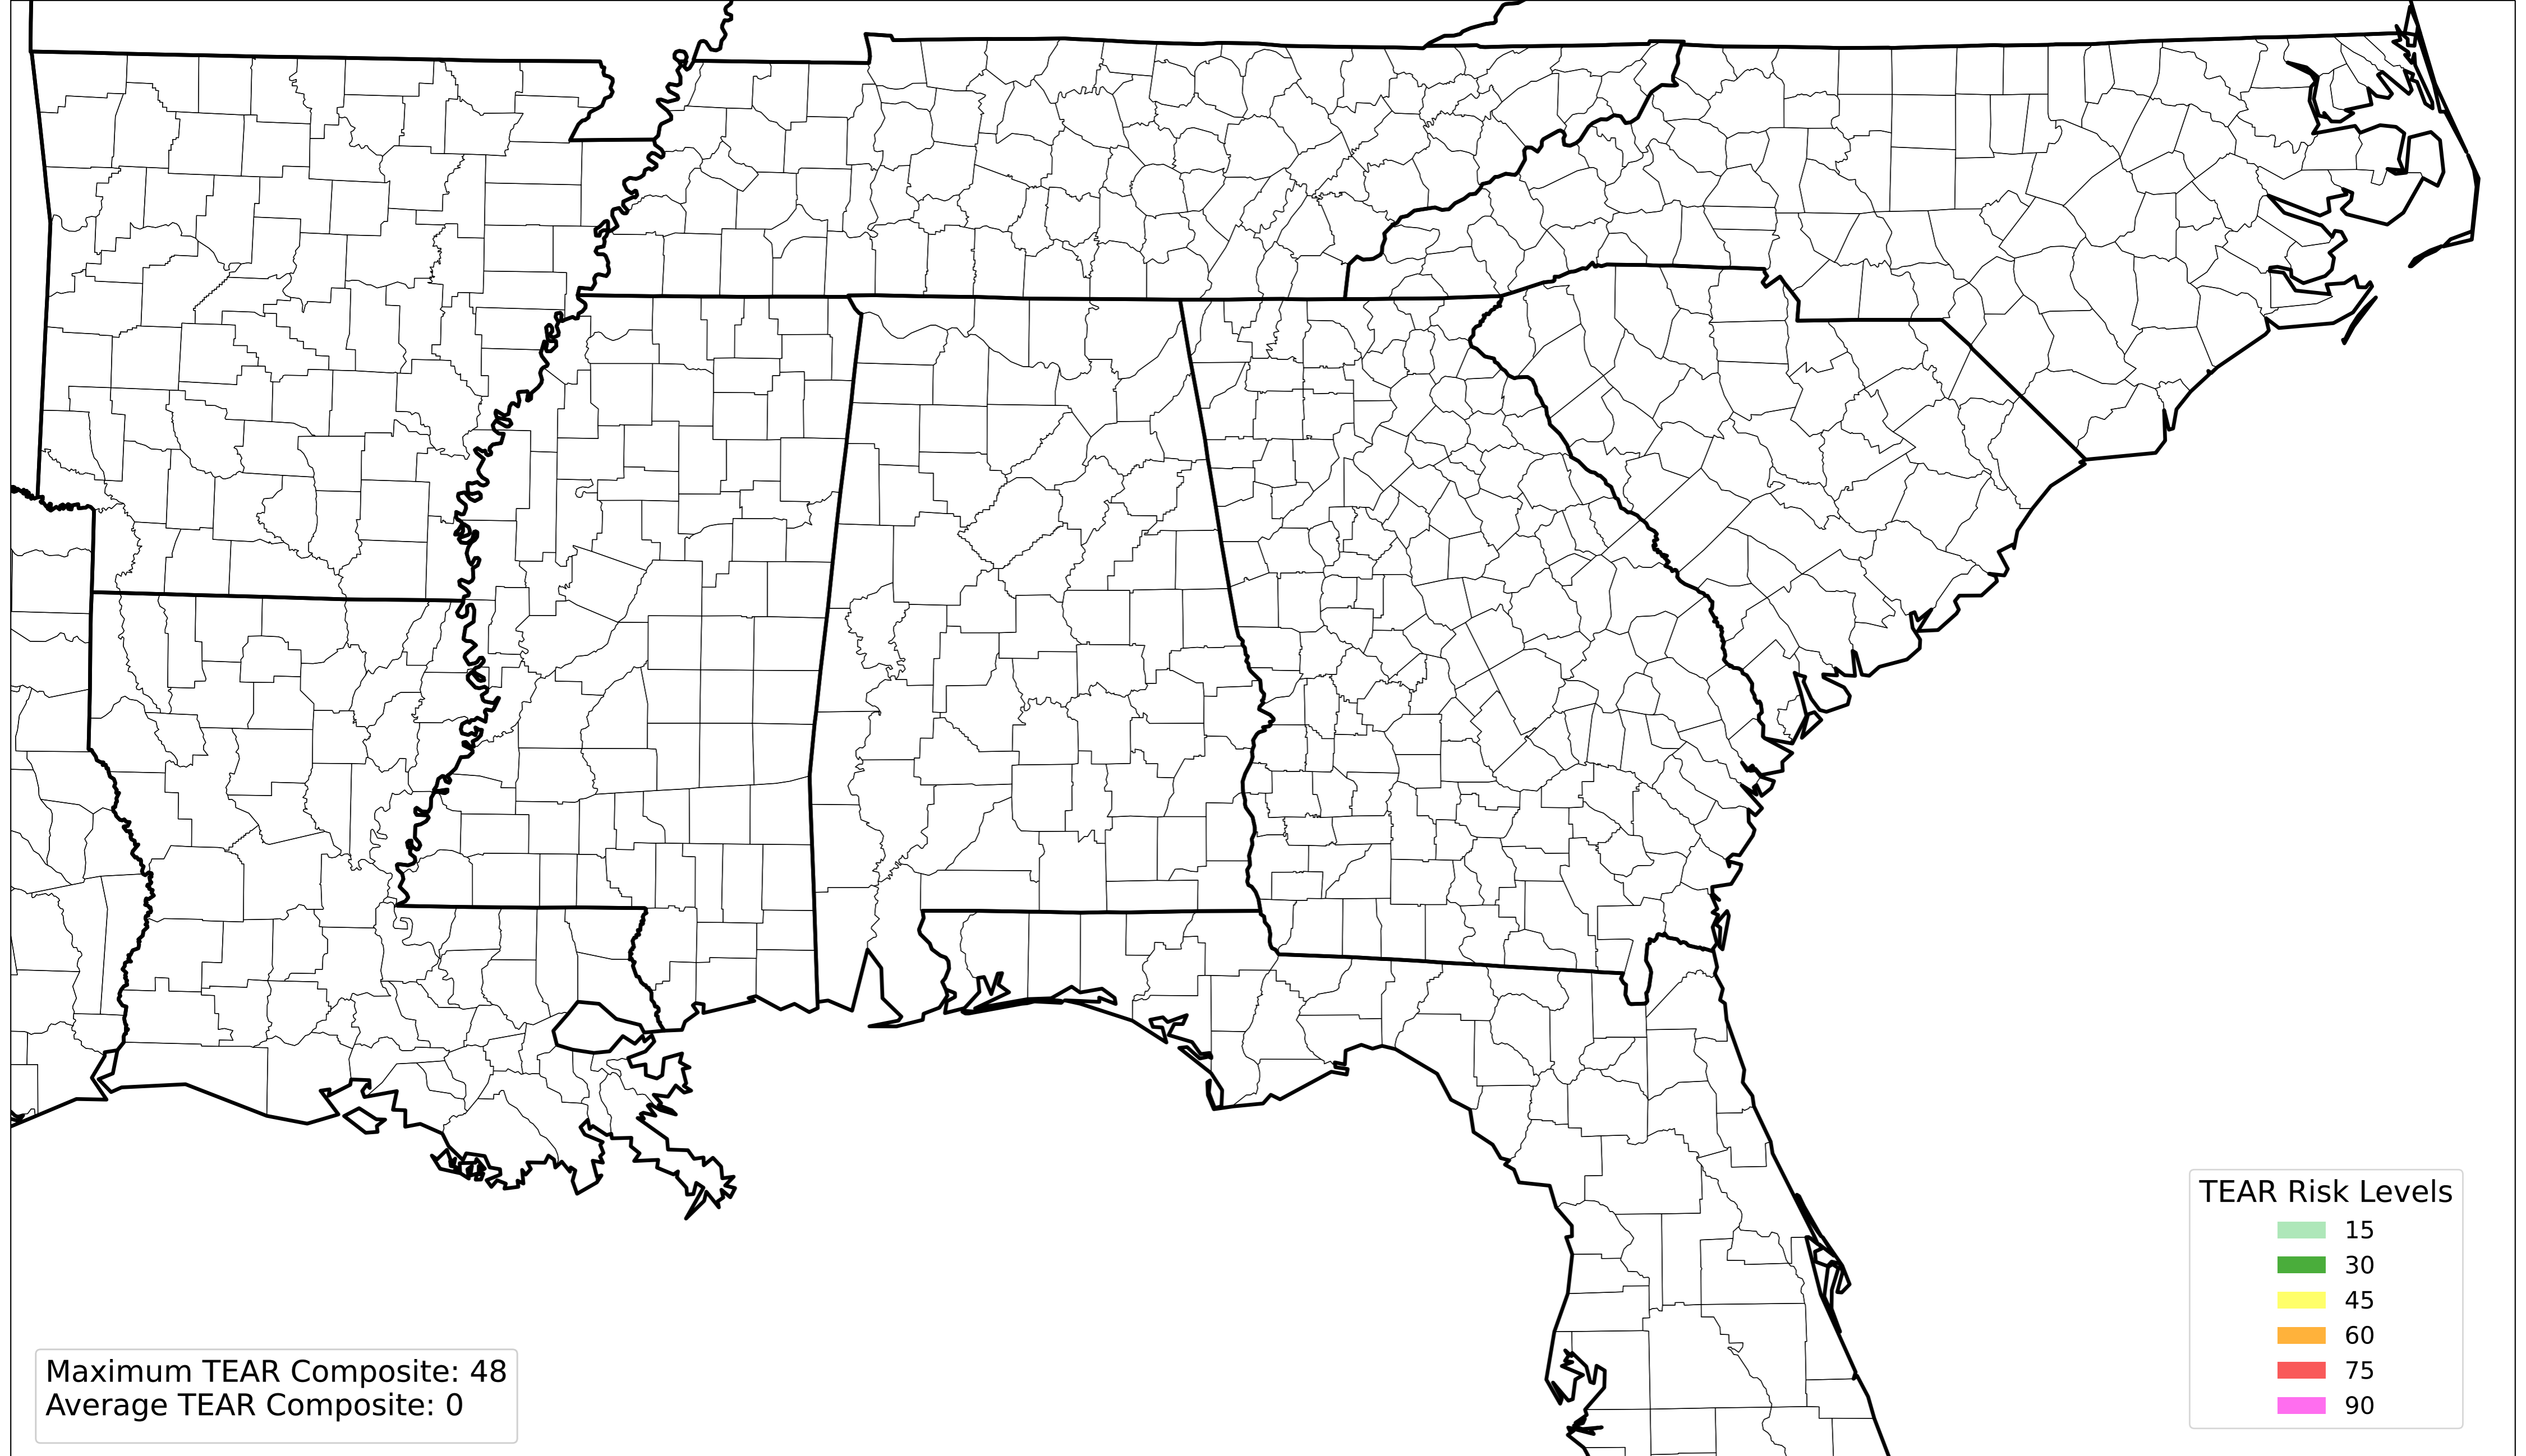 TEAR Risk Levels
15
30
45
60
75
90
Maximum TEAR Composite: 48
Average TEAR Composite: 0